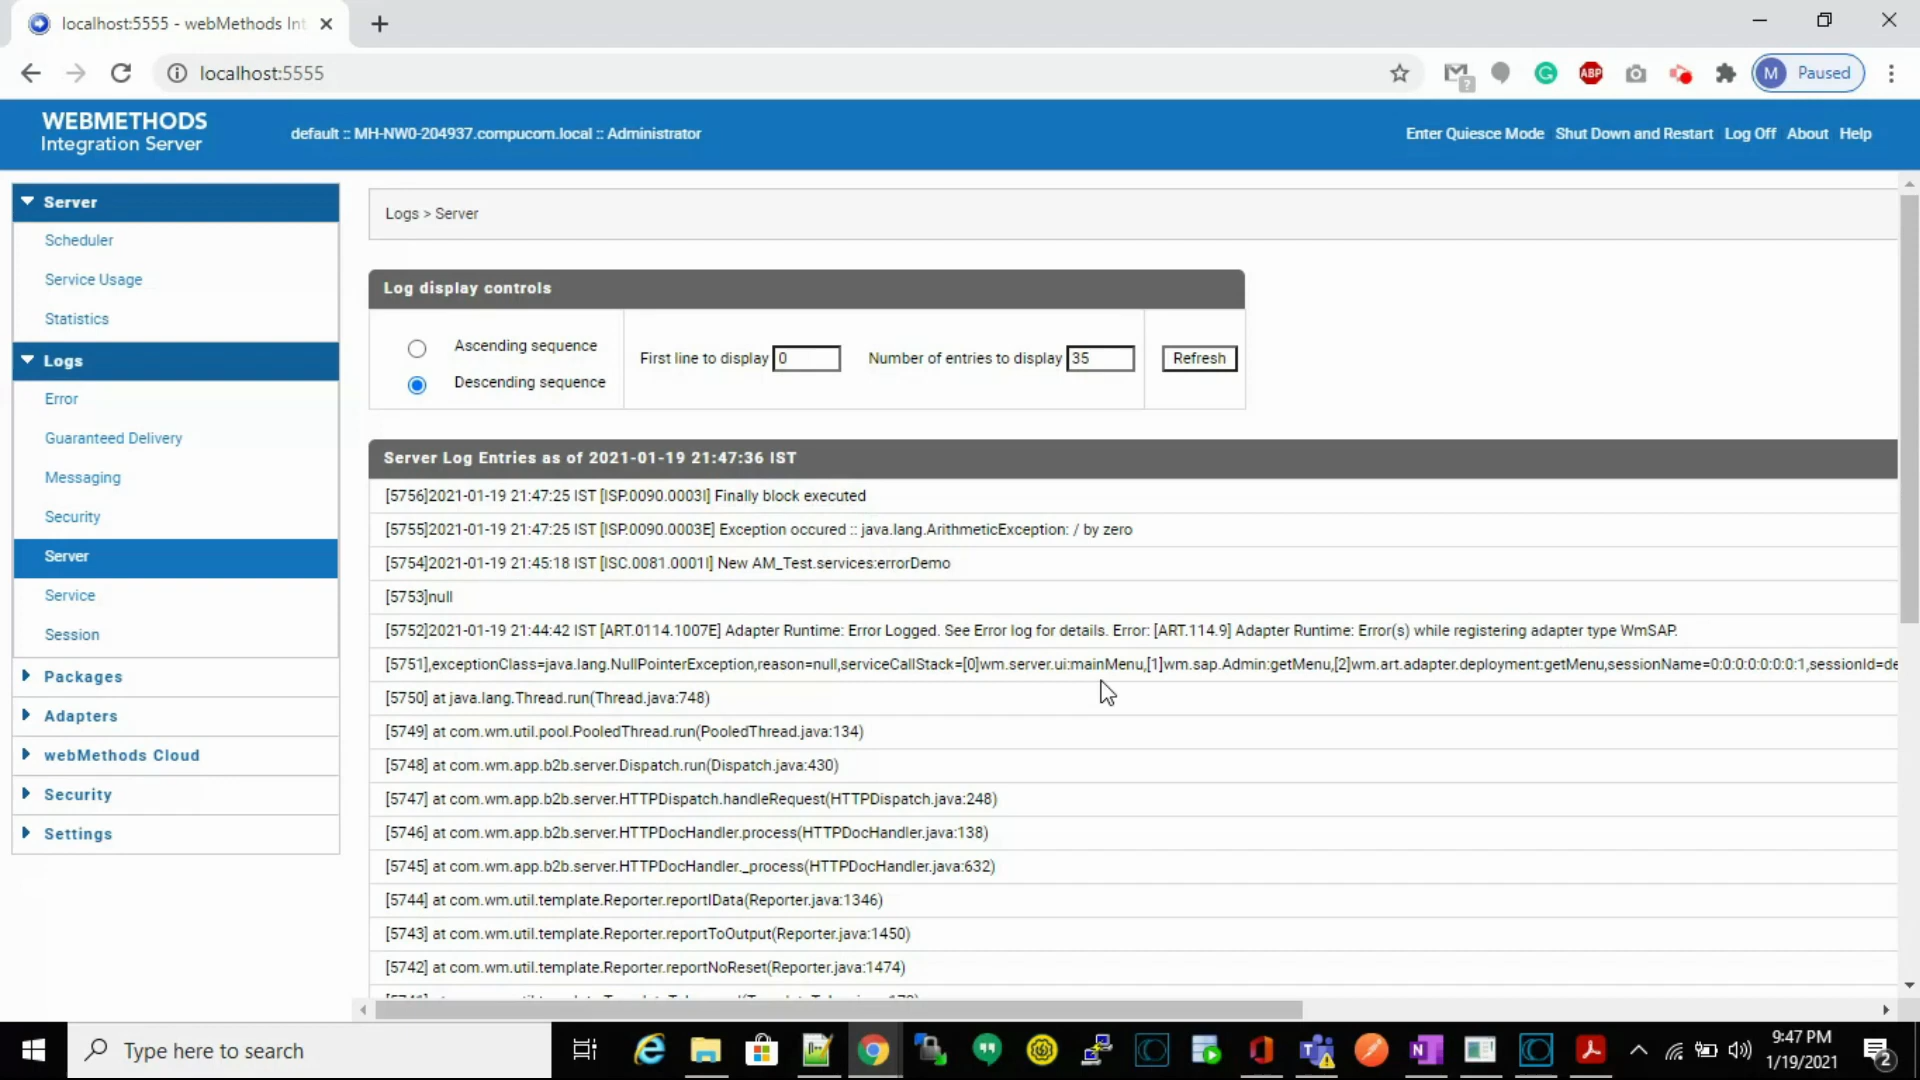 localhost:5555 - webMethods Int
localhost:5555
ABP
M Paused
WEBMETHODS
Integration Server
default :: MH-NW0-204937.compucom.local :: Administrator
Enter Quiesce Mode Shut Down and Restart Log Off About Help
Server
Scheduler
Service Usage
Statistics
Logs
Error
Guaranteed Delivery
Messaging
Security
Server
Service
Session
Packages
Adapters
webMethods Cloud
Security
Settings
Logs > Server
Log display controls
Ascending sequence
Descending sequence
First line to display 0
Number of entries to display 35
Refresh
Server Log Entries as of 2021-01-19 21:47:36 IST
[5756]2021-01-19 21:47:25 IST [ISP.0090.0003I] Finally block executed
[5755]2021-01-19 21:47:25 IST [ISP.0090.0003E] Exception occured :: java.lang.ArithmeticException: / by zero
[5754]2021-01-19 21:45:18 IST [ISC.0081.0001I] New AM_Test.services:errorDemo
[5753]null
[5752]2021-01-19 21:44:42 IST [ART.0114.1007E] Adapter Runtime: Error Logged. See Error log for details. Error: [ART.114.9] Adapter Runtime: Error(s) while registering adapter type WmSAP.
[5751],exceptionClass=java.lang.NullPointerException,reason=null,serviceCallStack=[0]wm.server.ui:mainMenu,[1]wm.sap.Admin:getMenu,[2]wm.art.adapter.deployment:getMenu,sessionName=0:0:0:0:0:0:0:1,sessionId=de
[5750] at java.lang.Thread.run(Thread.java:748)
[5749] at com.wm.util.pool.PooledThread.run(PooledThread.java:134)
[5748] at com.wm.app.b2b.server.Dispatch.run(Dispatch.java:430)
[5747] at com.wm.app.b2b.server.HTTPDispatch.handleRequest(HTTPDispatch.java:248)
[5746] at com.wm.app.b2b.server.HTTPDocHandler.process(HTTPDocHandler.java:138)
[5745] at com.wm.app.b2b.server.HTTPDocHandler._process(HTTPDocHandler.java:632)
[5744] at com.wm.util.template.Reporter.reportIData(Reporter.java:1346)
[5743] at com.wm.util.template.Reporter.reportToOutput(Reporter.java:1450)
[5742] at com.wm.util.template.Reporter.reportNoReset(Reporter.java:1474)
Type here to search
9:47 PM
1/19/2021
2